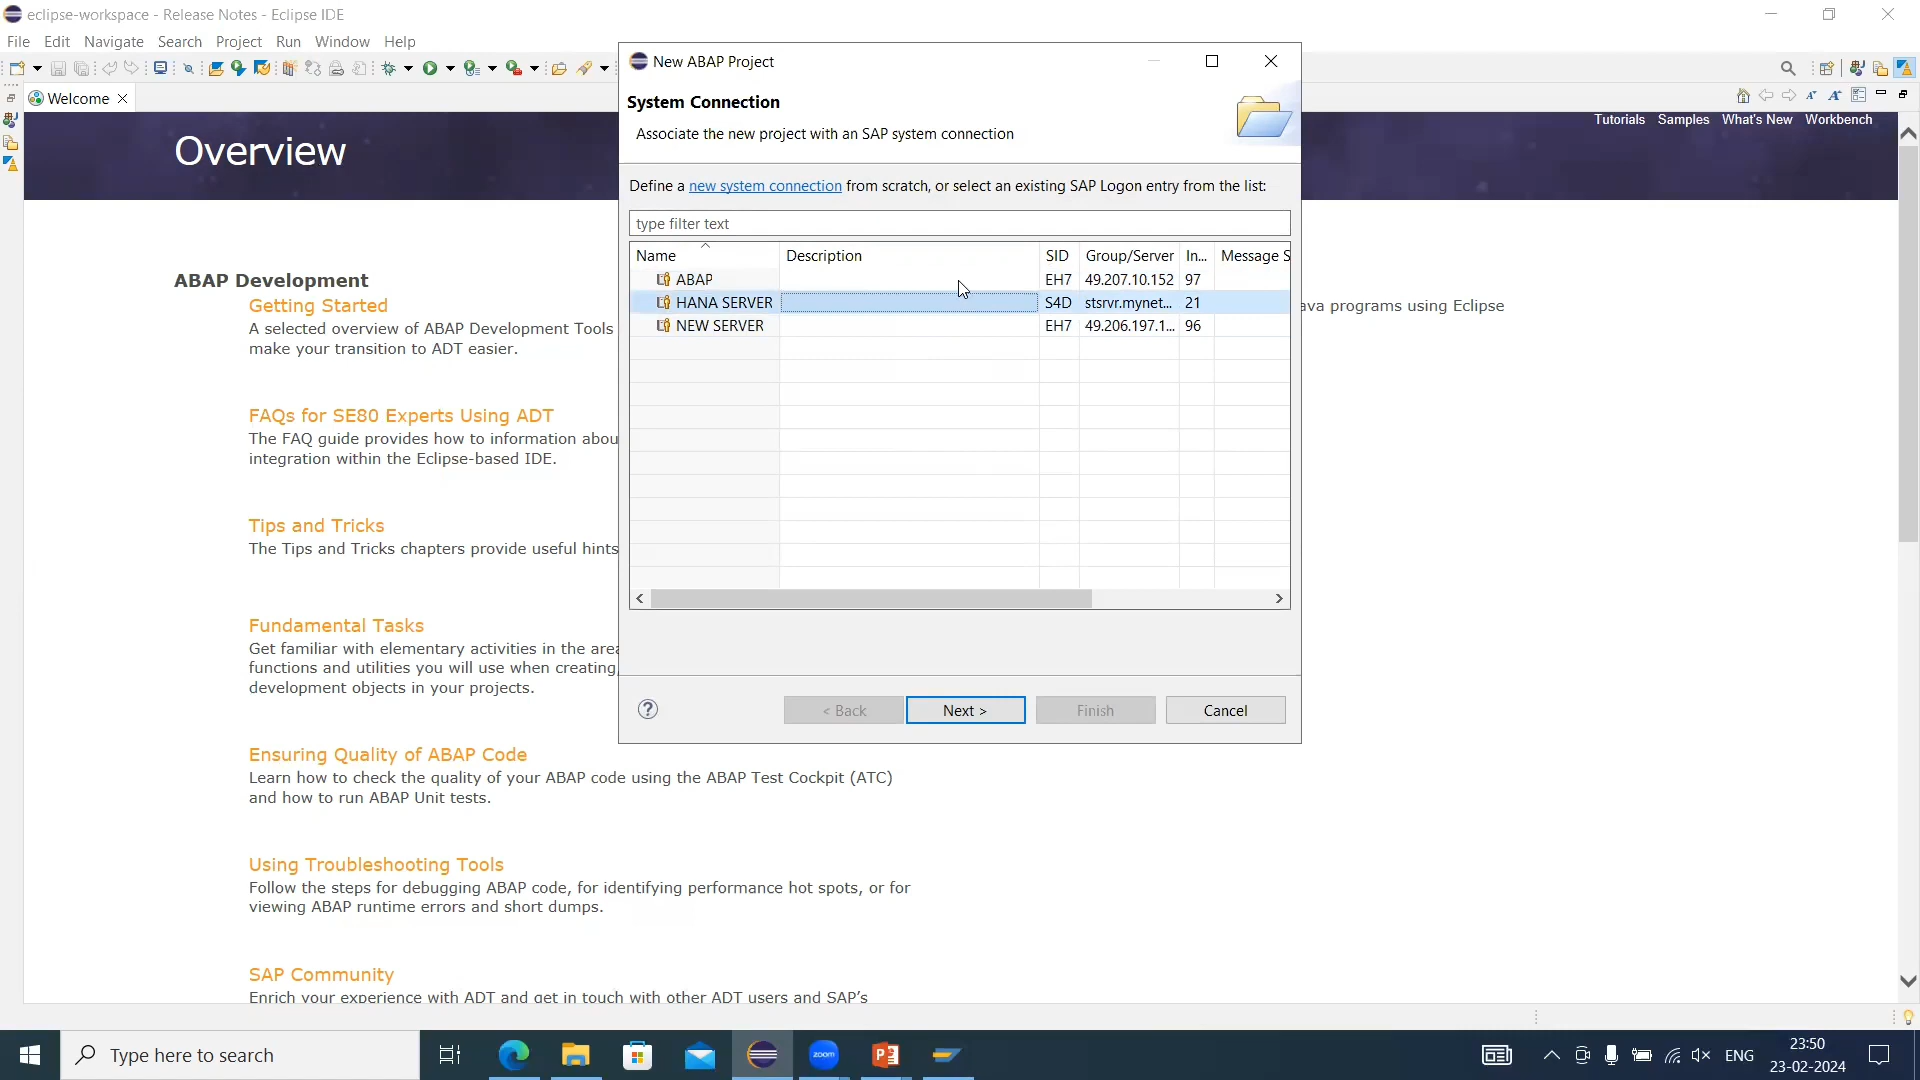 eclipse-workspace - Release Notes - Eclipse IDE
File Edit Navigate Search Project Run Window Help
Welcome
Tutorials Samples What's New Workbench
Overview
ABAP Development
Getting Started
A selected overview of ABAP Development Tools
make your transition to ADT easier.
ava programs using Eclipse
FAQs for SE80 Experts Using ADT
The FAQ guide provides how to information abou
integration within the Eclipse-based IDE.
Tips and Tricks
The Tips and Tricks chapters provide useful hints
Fundamental Tasks
Get familiar with elementary activities in the area
functions and utilities you will use when creating,
development objects in your projects.
Ensuring Quality of ABAP Code
Learn how to check the quality of your ABAP code using the ABAP Test Cockpit (ATC)
and how to run ABAP Unit tests.
Using Troubleshooting Tools
Follow the steps for debugging ABAP code, for identifying performance hot spots, or for
viewing ABAP runtime errors and short dumps.
SAP Community
Enrich your experience with ADT and get in touch with other ADT users and SAP's
New ABAP Project
System Connection
Associate the new project with an SAP system connection
Define a new system connection from scratch, or select an existing SAP Logon entry from the list:
type filter text
Name Description SID Group/Server In... Message S
ABAP EH7 49.207.10.152 97
HANA SERVER S4D stsrvr.mynet... 21
NEW SERVER EH7 49.206.197.1... 96
? < Back Next > Finish Cancel
Type here to search
zoom
ENG
23:50
23-02-2024